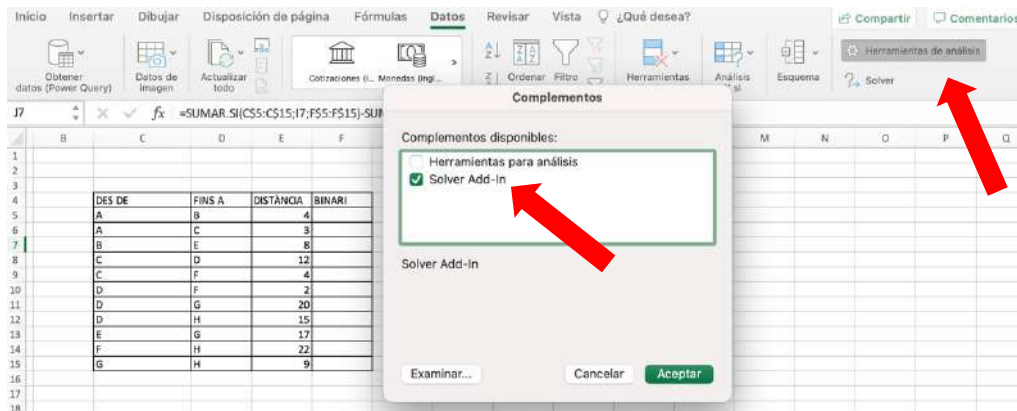 Inicio Insertar Dibujar Disposición de página Fórmulas Datos Revisar Vista ¿Qué desea? Compartir Comentarios
Obtener datos (Power Query)
Datos de imagen
Actualizar todo
Cotizaciones (I... Monedas (Ingl...
Ordenar Filtro
Herramientas
Análisis
Y si
Esquema
Herramientas de análisis
Solver
J7 fx =SUMAR.SI(C$5:C$15;I7;F$5:F$15)-SUM
B C D E F M N O P Q
1
2
3
4 DES DE FINS A DISTÀNCIA BINARI
5 A B 4
6 A C 3
7 B E 8
8 C D 12
9 C F 4
10 D F 2
11 D G 20
12 D H 15
13 E G 17
14 F H 22
15 G H 9
16
17
18
Complementos
Complementos disponibles:
Herramientas para análisis
Solver Add-In
Solver Add-In
Examinar... Cancelar Aceptar